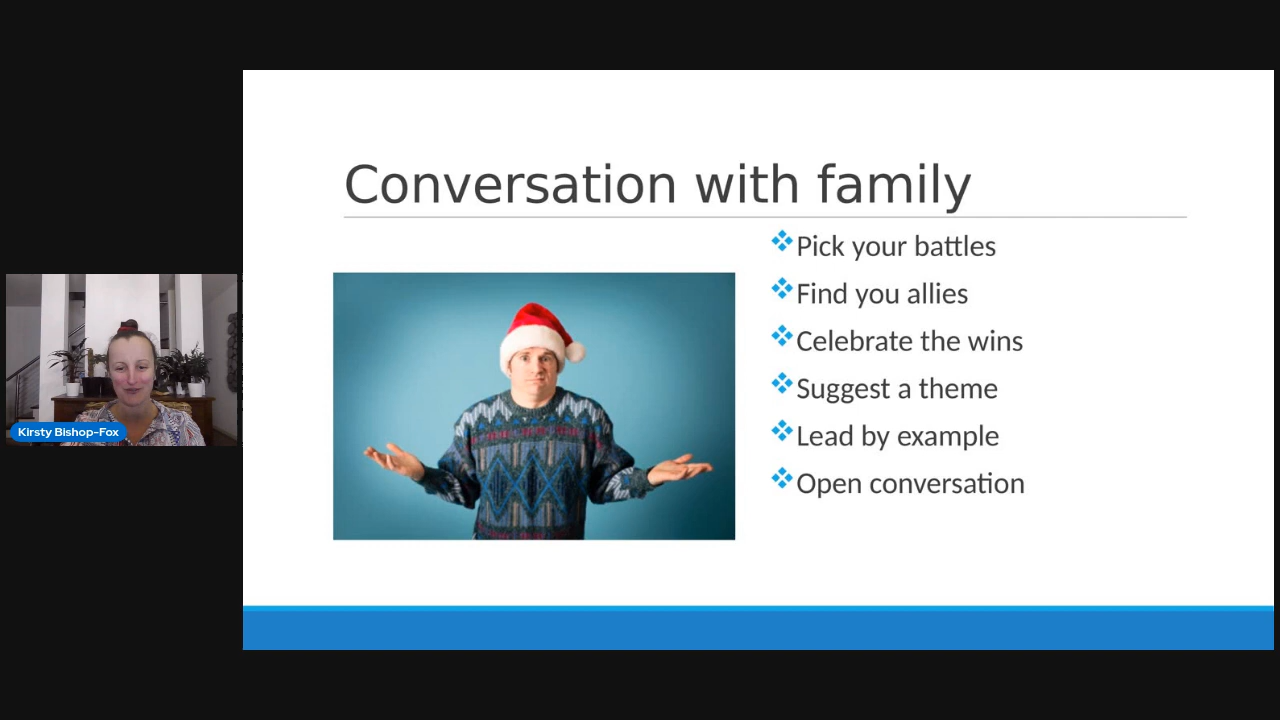 Conversation with family
Pick your battles
Find you allies
Celebrate the wins
Suggest a theme
Lead by example
Open conversation
Kirsty Bishop-Fox